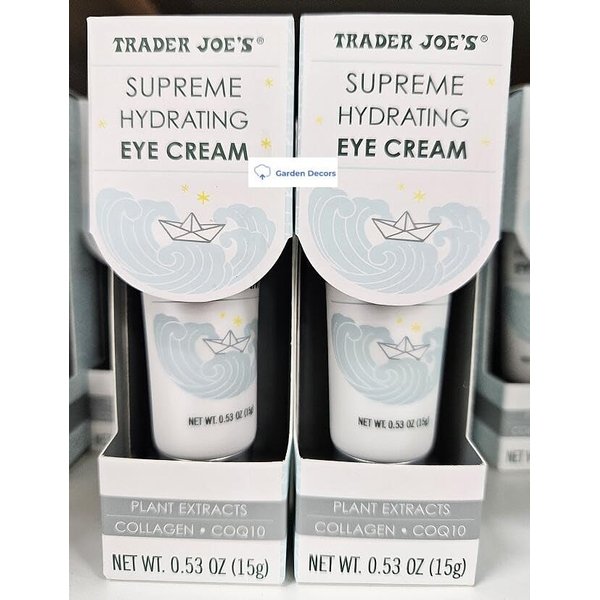 TRADER JOE'S®
SUPREME
HYDRATING
EYE CREAM
NET WT. 0.53 OZ (15g)
PLANT EXTRACTS
COLLAGEN • COQ10
NET WT. 0.53 OZ (15g)
TRADER JOE'S®
SUPREME
HYDRATING
EYE CREAM
NET WT. 0.53 OZ (15g)
PLANT EXTRACTS
COLLAGEN • COQ10
NET WT. 0.53 OZ (15g)
Garden Decors
EYE
NET W